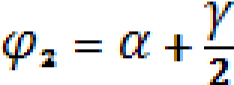 φ₂ = α + γ/2